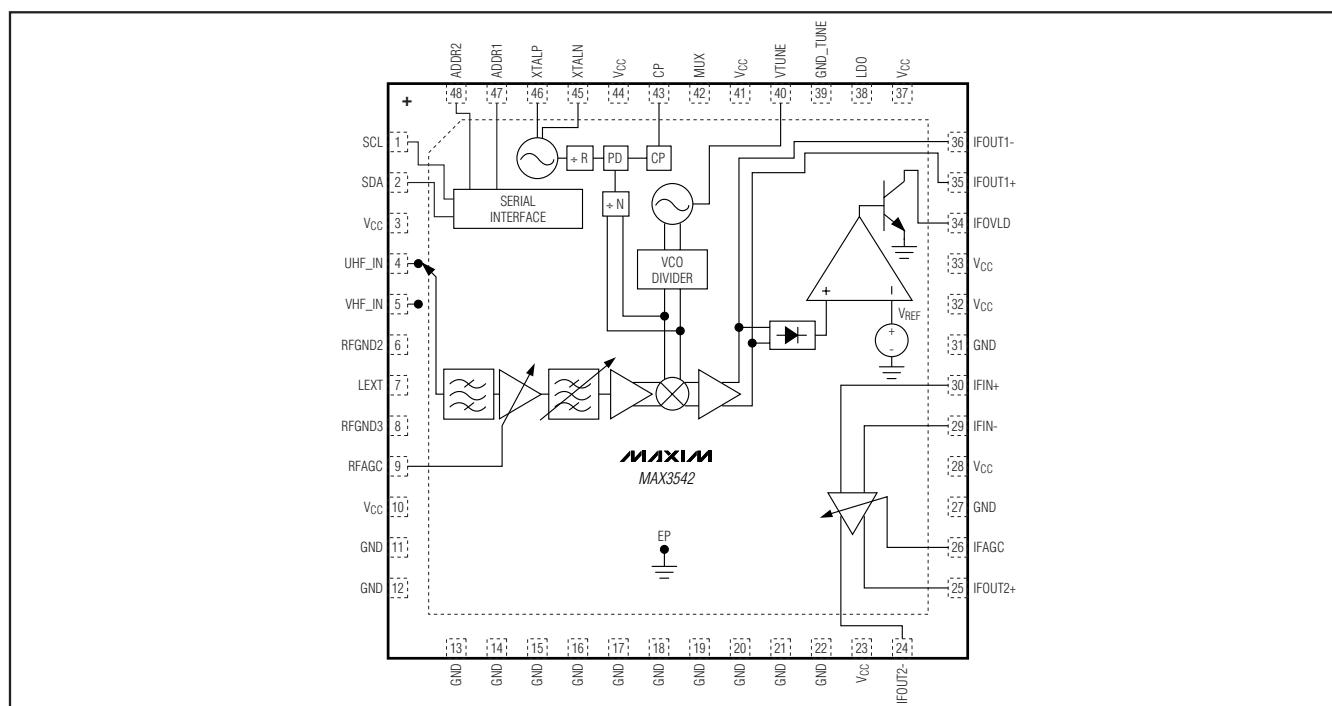 ADDR2
ADDR1
XTALP
XTALN
VCC
CP
MUX
VCC
VTUNE
GND_TUNE
LDO
VCC
48
47
46
45
44
43
42
41
40
39
38
37
+
SCL 1
SDA 2
VCC 3
UHF_IN 4
VHF_IN 5
RFGND2 6
LEXT 7
RFGND3 8
RFAGC 9
VCC 10
GND 11
GND 12
SERIAL
INTERFACE
÷ R
PD
CP
÷ N
VCO
DIVIDER
+
−
VREF
+
-
MAXIM
MAX3542
EP
36 IFOUT1-
35 IFOUT1+
34 IFOVLD
33 VCC
32 VCC
31 GND
30 IFIN+
29 IFIN-
28 VCC
27 GND
26 IFAGC
25 IFOUT2+
13
14
15
16
17
18
19
20
21
22
23
24
GND
GND
GND
GND
GND
GND
GND
GND
GND
GND
VCC
IFOUT2-